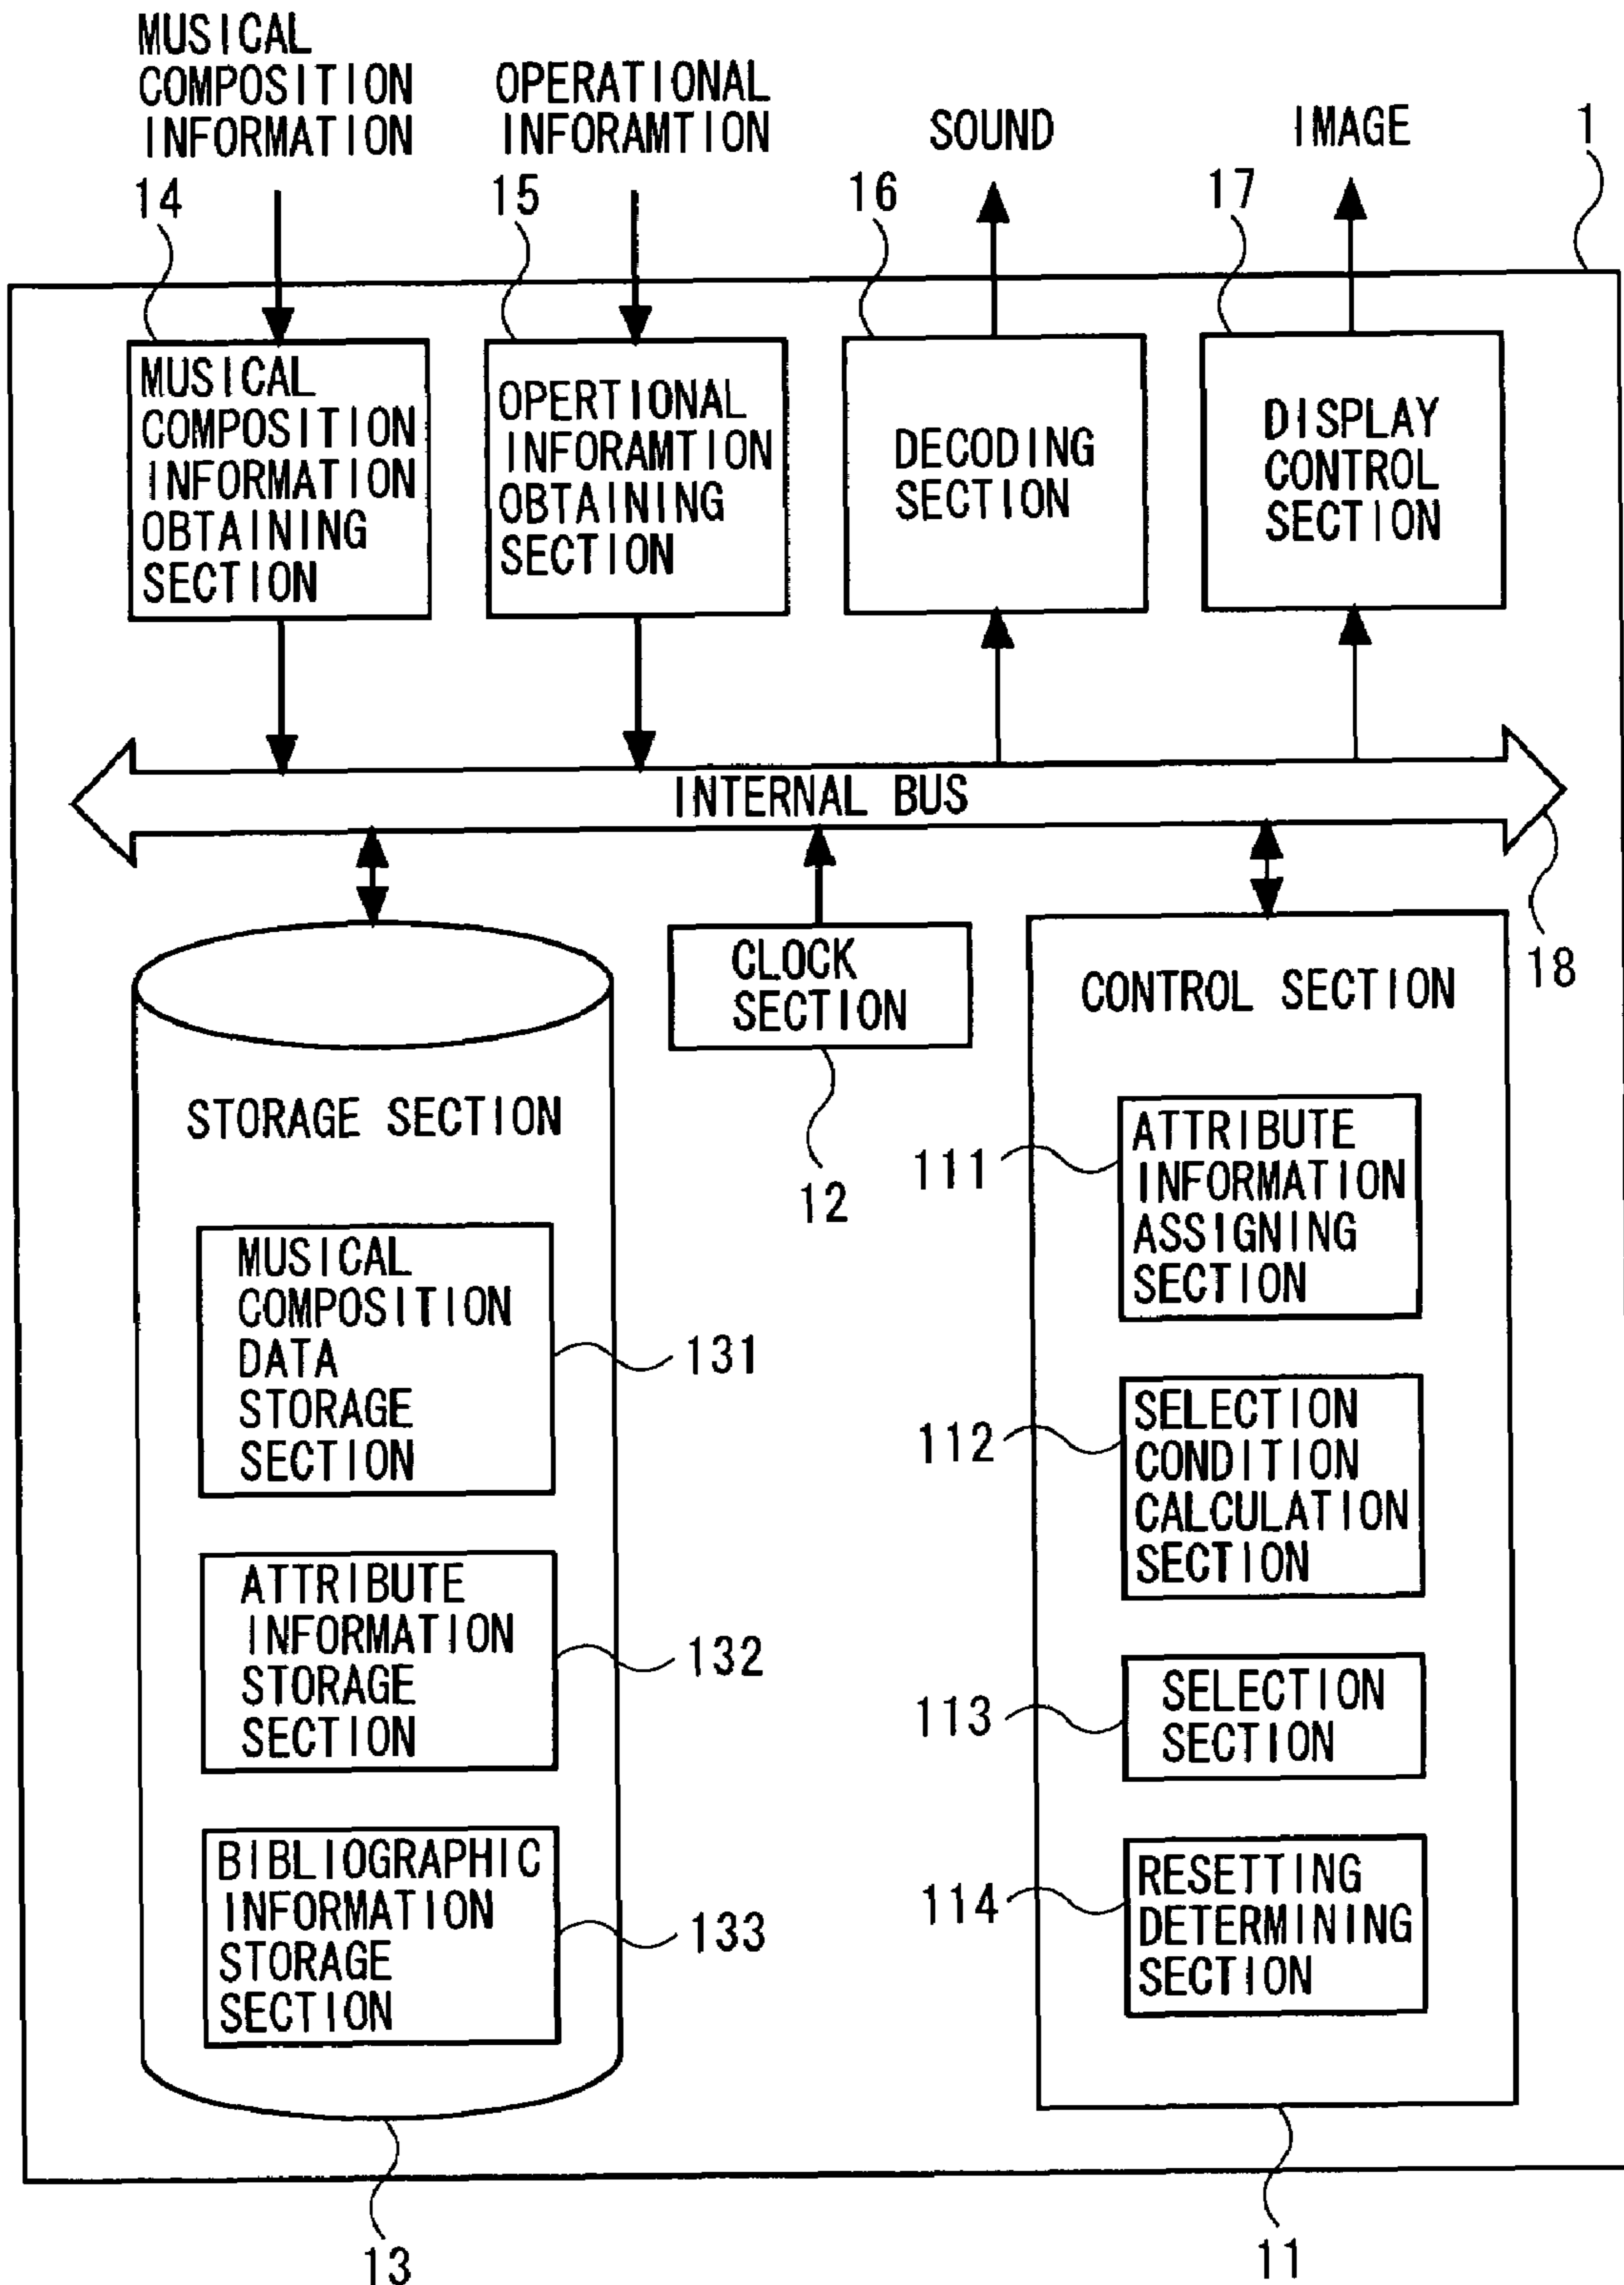 MUSICAL
COMPOSITION
INFORMATION
OPERATIONAL
INFORAMTION
SOUND
IMAGE
1
14
15
16
17
MUSICAL
COMPOSITION
INFORMATION
OBTAINING
SECTION
OPERTIONAL
INFORAMTION
OBTAINING
SECTION
DECODING
SECTION
DISPLAY
CONTROL
SECTION
INTERNAL BUS
18
STORAGE SECTION
MUSICAL
COMPOSITION
DATA
STORAGE
SECTION
131
ATTRIBUTE
INFORMATION
STORAGE
SECTION
132
BIBLIOGRAPHIC
INFORMATION
STORAGE
SECTION
133
13
CLOCK
SECTION
12
CONTROL SECTION
111
ATTRIBUTE
INFORMATION
ASSIGNING
SECTION
112
SELECTION
CONDITION
CALCULATION
SECTION
113
SELECTION
SECTION
114
RESETTING
DETERMINING
SECTION
11